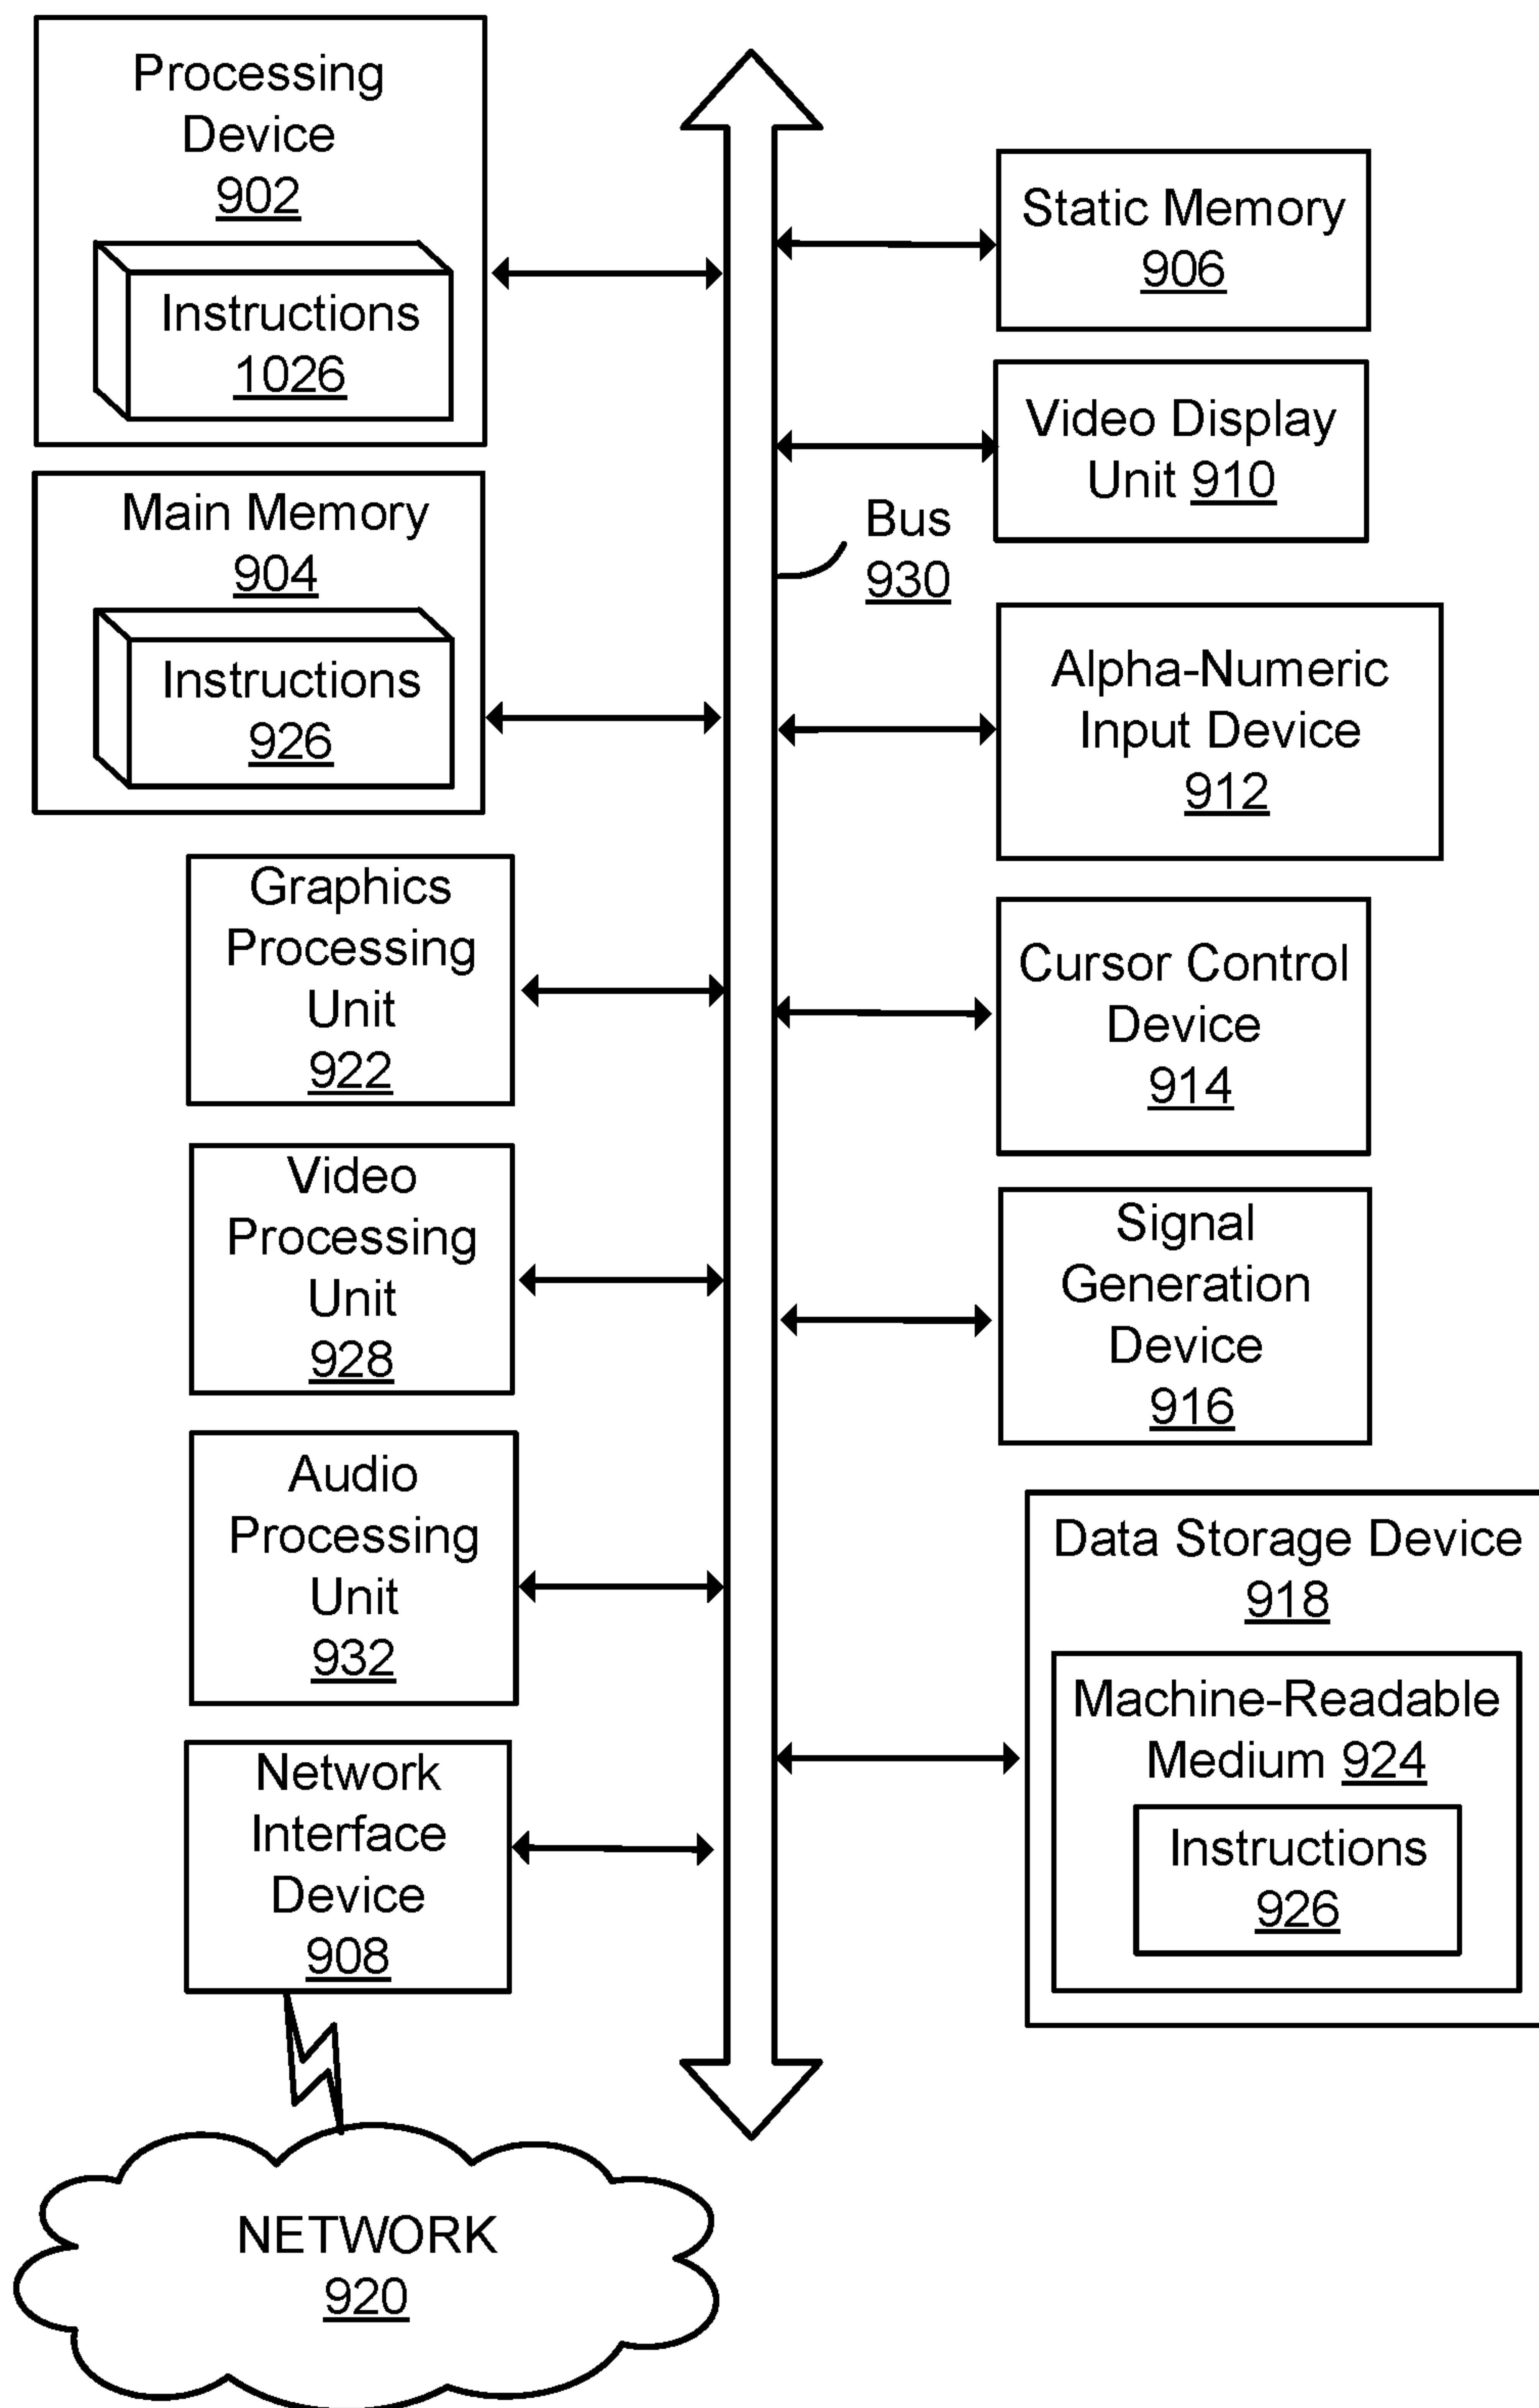 Processing
Device
902
Instructions
1026
Main Memory
904
Instructions
926
Graphics
Processing
Unit
922
Video
Processing
Unit
928
Audio
Processing
Unit
932
Network
Interface
Device
908
NETWORK
920
Bus
930
Static Memory
906
Video Display
Unit 910
Alpha-Numeric
Input Device
912
Cursor Control
Device
914
Signal
Generation
Device
916
Data Storage Device
918
Machine-Readable
Medium 924
Instructions
926